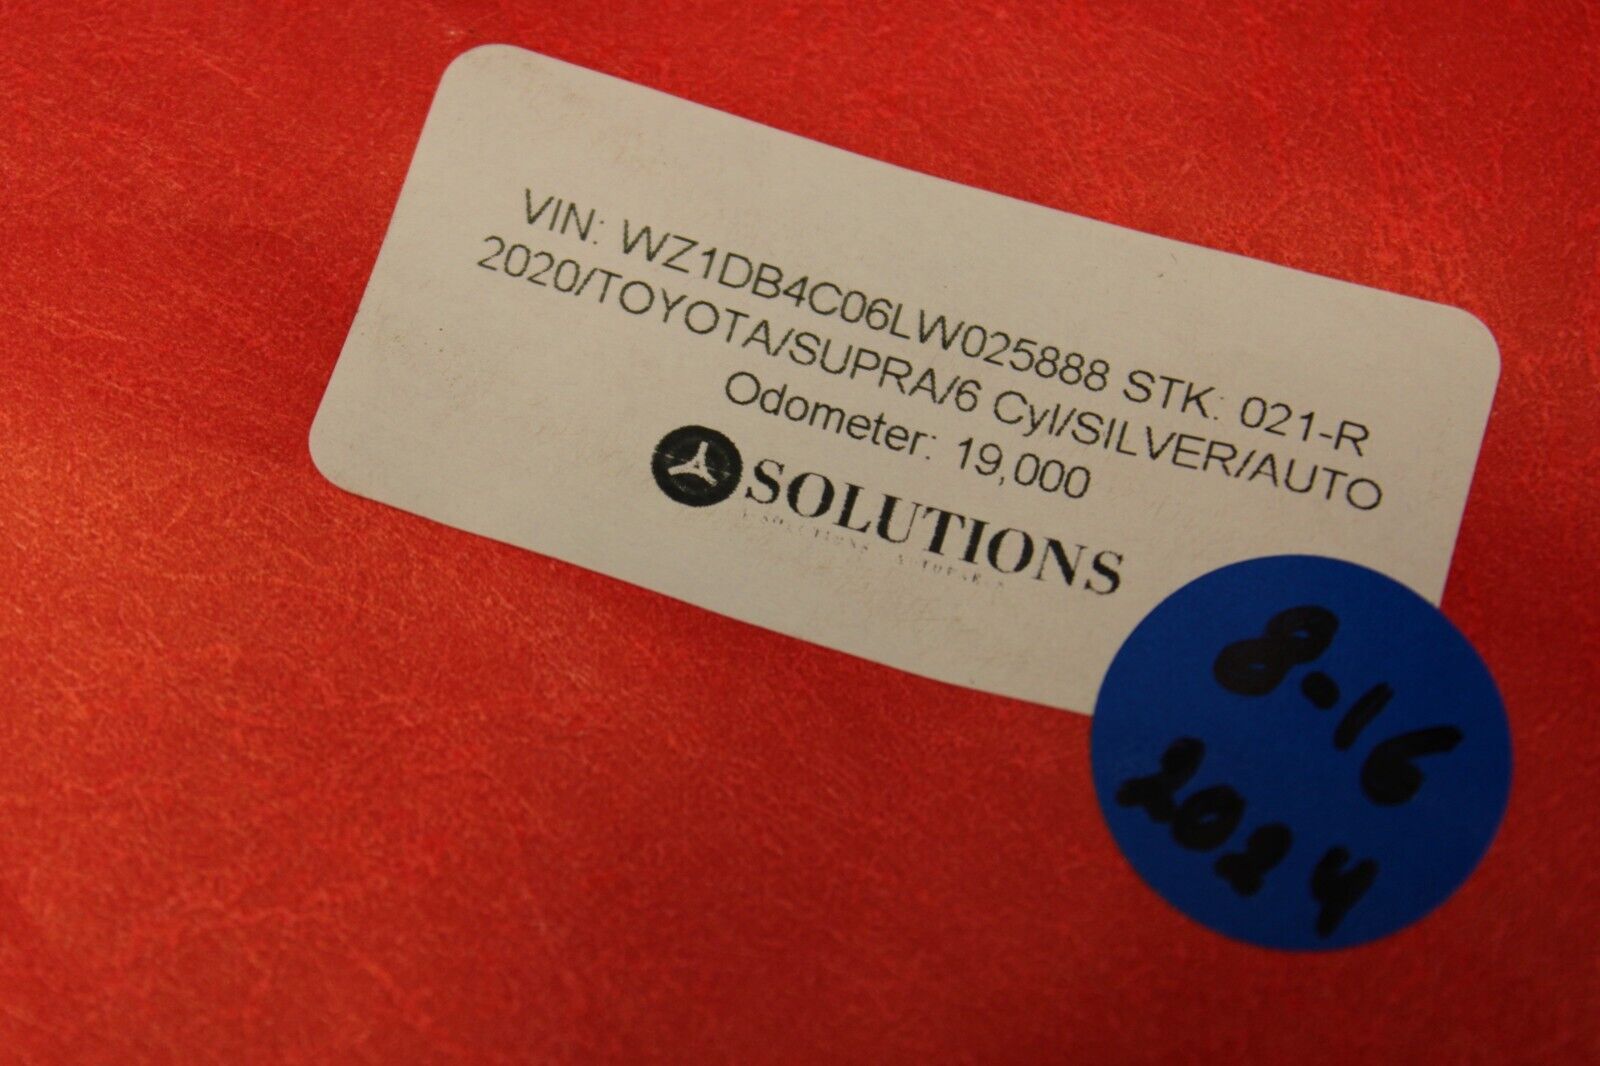 VIN: WZ1DB4C06LW025888 STK: 021-R
2020/TOYOTA/SUPRA/6 Cyl/SILVER/AUTO
Odometer: 19,000
SOLUTIONS
8-16
2024